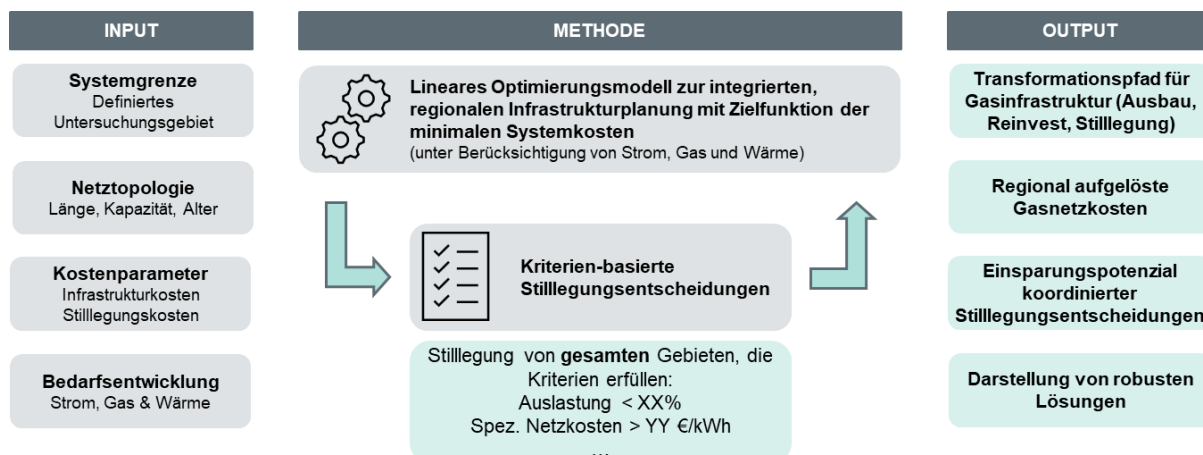 INPUT
Systemgrenze
Definiertes
Untersuchungsgebiet
Netztopologie
Länge, Kapazität, Alter
Kostenparameter
Infrastrukturkosten
Stilllegungskosten
Bedarfsentwicklung
Strom, Gas & Wärme
METHODE
Lineares Optimierungsmodell zur integrierten,
regionalen Infrastrukturplanung mit Zielfunktion der
minimalen Systemkosten
(unter Berücksichtigung von Strom, Gas und Wärme)
Kriterien-basierte
Stilllegungsentscheidungen
Stilllegung von gesamten Gebieten, die
Kriterien erfüllen:
Auslastung < XX%
Spez. Netzkosten > YY €/kWh
...
OUTPUT
Transformationspfad für
Gasinfrastruktur (Ausbau,
Reinvest, Stilllegung)
Regional aufgelöste
Gasnetzkosten
Einsparungspotenzial
koordinierter
Stilllegungsentscheidungen
Darstellung von robusten
Lösungen